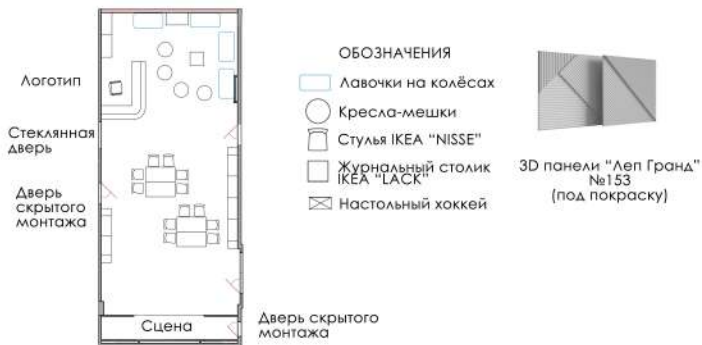 Логотип
Стеклянная
дверь
Дверь
скрытого
монтажа
Сцена
Дверь скрытого
монтажа
ОБОЗНАЧЕНИЯ
Лавочки на колёсах
Кресла-мешки
Стулья IKEA “NISSE”
Журнальный столик
IKEA “LACK”
Настольный хоккей
3D панели “Леп Гранд”
№153
(под покраску)